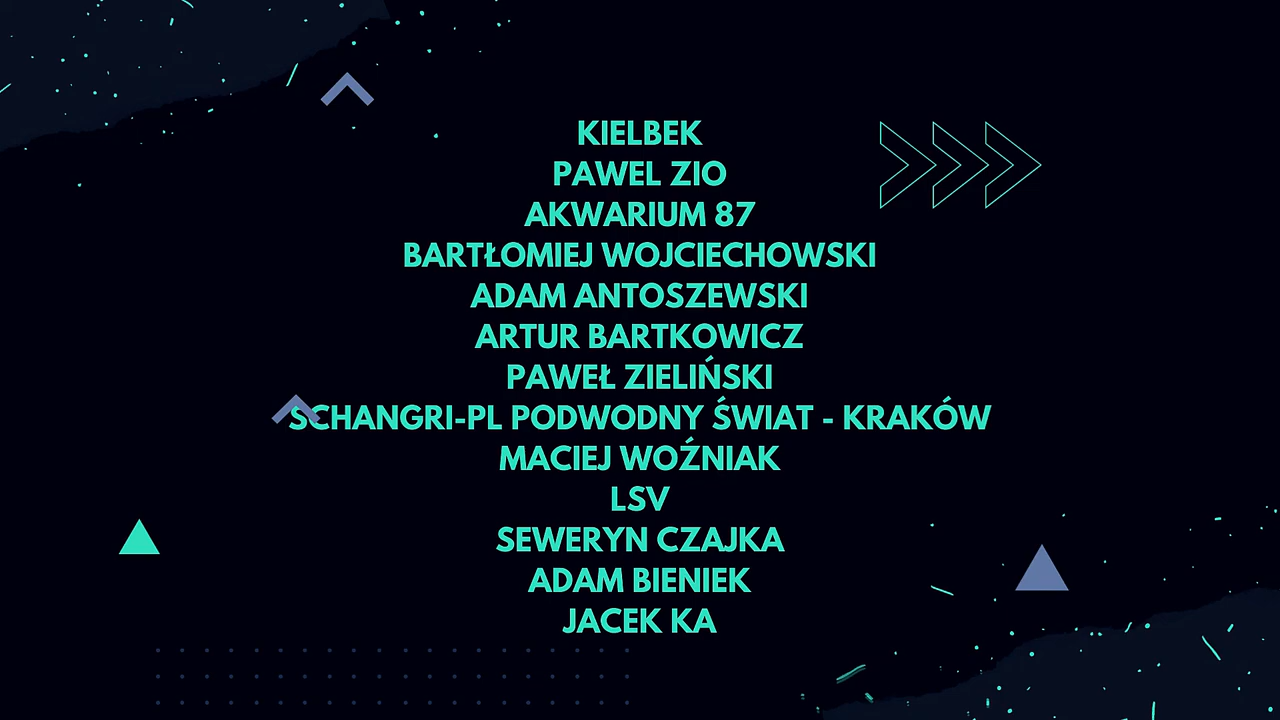 KIELBEK
PAWEL ZIO
AKWARIUM 87
BARTŁOMIEJ WOJCIECHOWSKI
ADAM ANTOSZEWSKI
ARTUR BARTKOWICZ
PAWEŁ ZIELIŃSKI
SCHANGRI-PL PODWODNY ŚWIAT - KRAKÓW
MACIEJ WOŹNIAK
LSV
SEWERYN CZAJKA
ADAM BIENIEK
JACEK KA